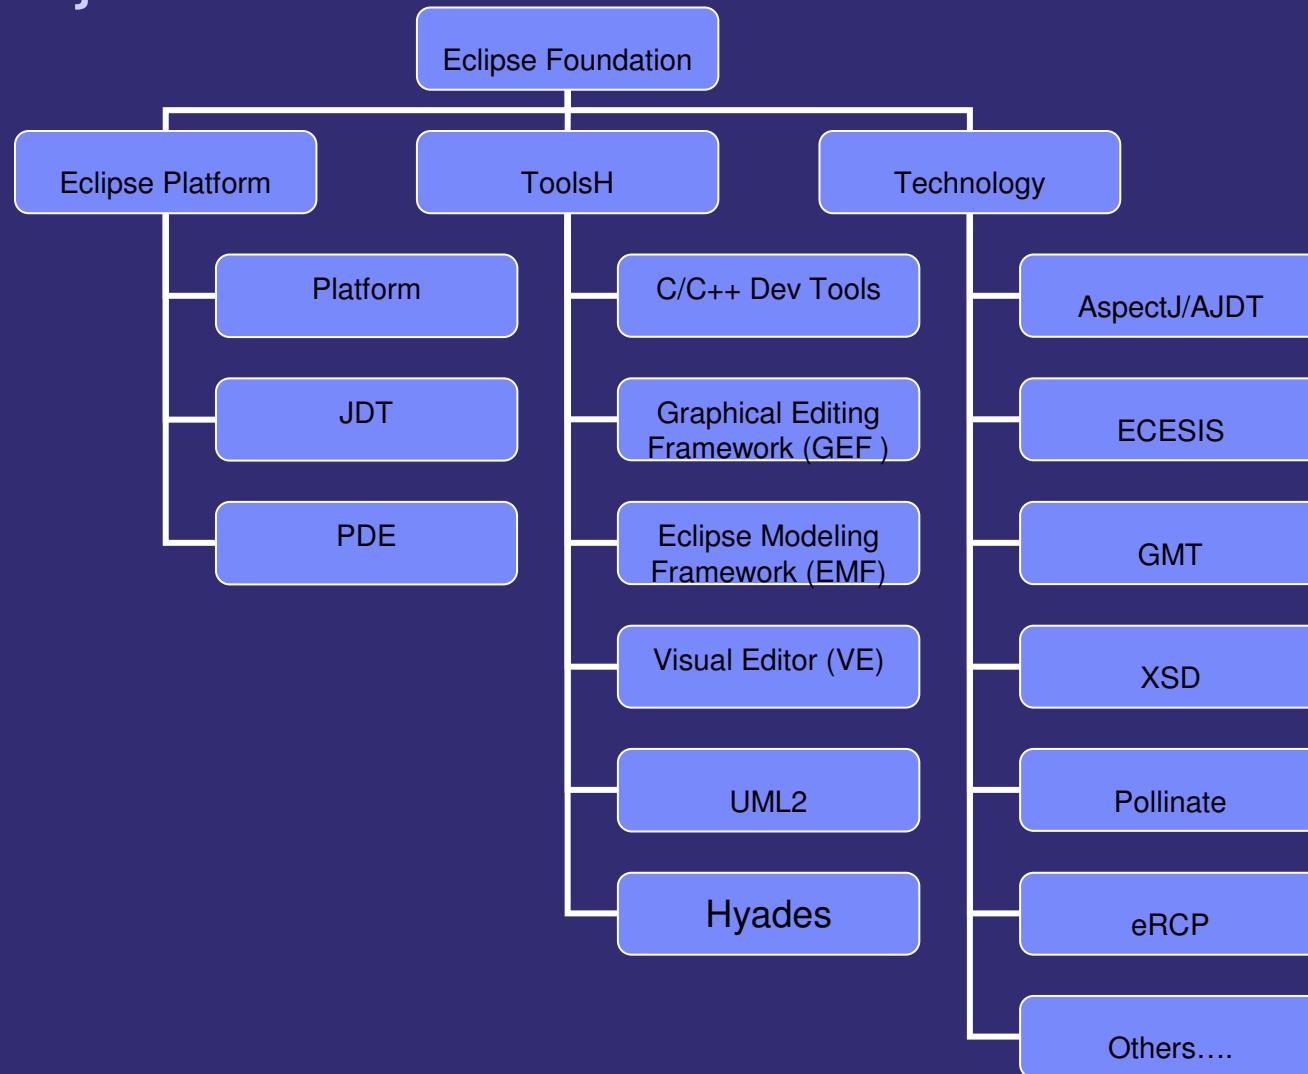 Eclipse Foundation
Eclipse Platform
ToolsH
Technology
Platform
JDT
PDE
C/C++ Dev Tools
Graphical Editing
Framework (GEF )
Eclipse Modeling
Framework (EMF)
Visual Editor (VE)
UML2
Hyades
AspectJ/AJDT
ECESIS
GMT
XSD
Pollinate
eRCP
Others....